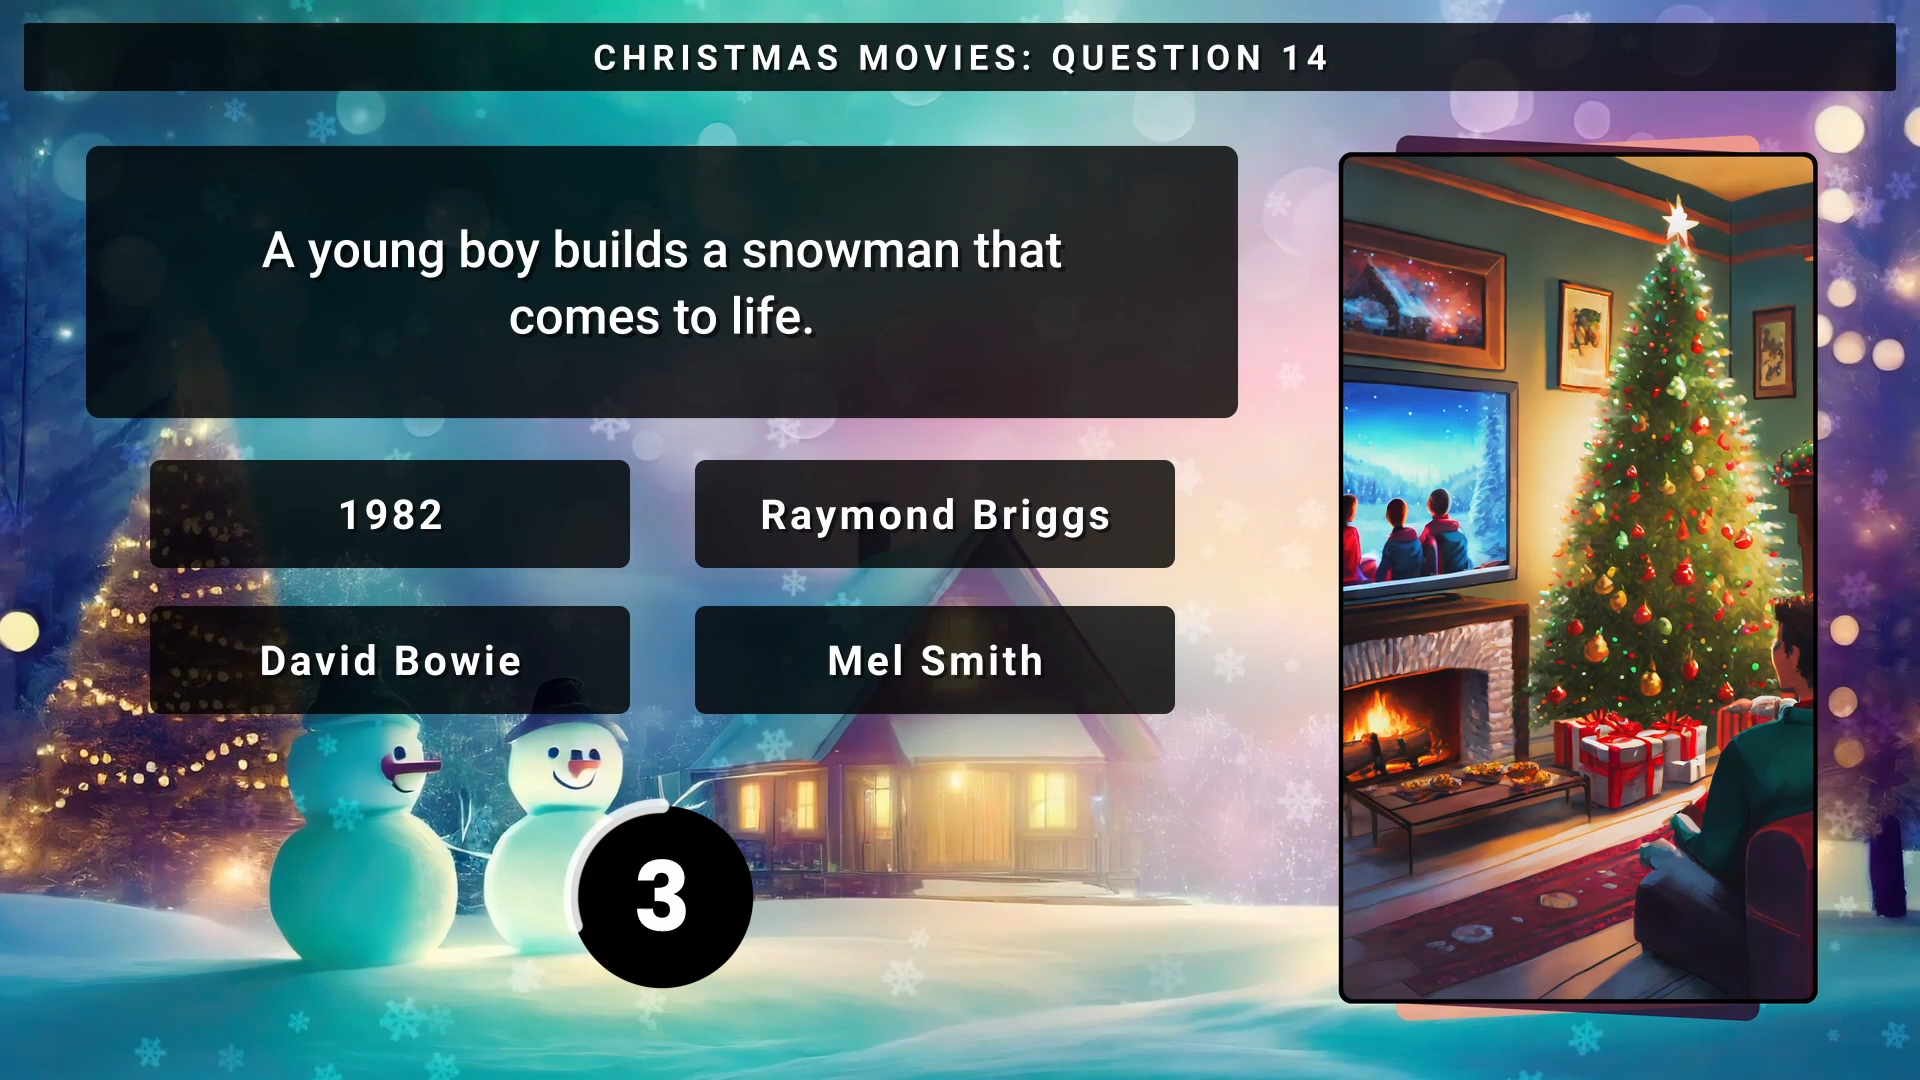 CHRISTMAS MOVIES: QUESTION 14
A young boy builds a snowman that
comes to life.
1982
Raymond Briggs
David Bowie
Mel Smith
3